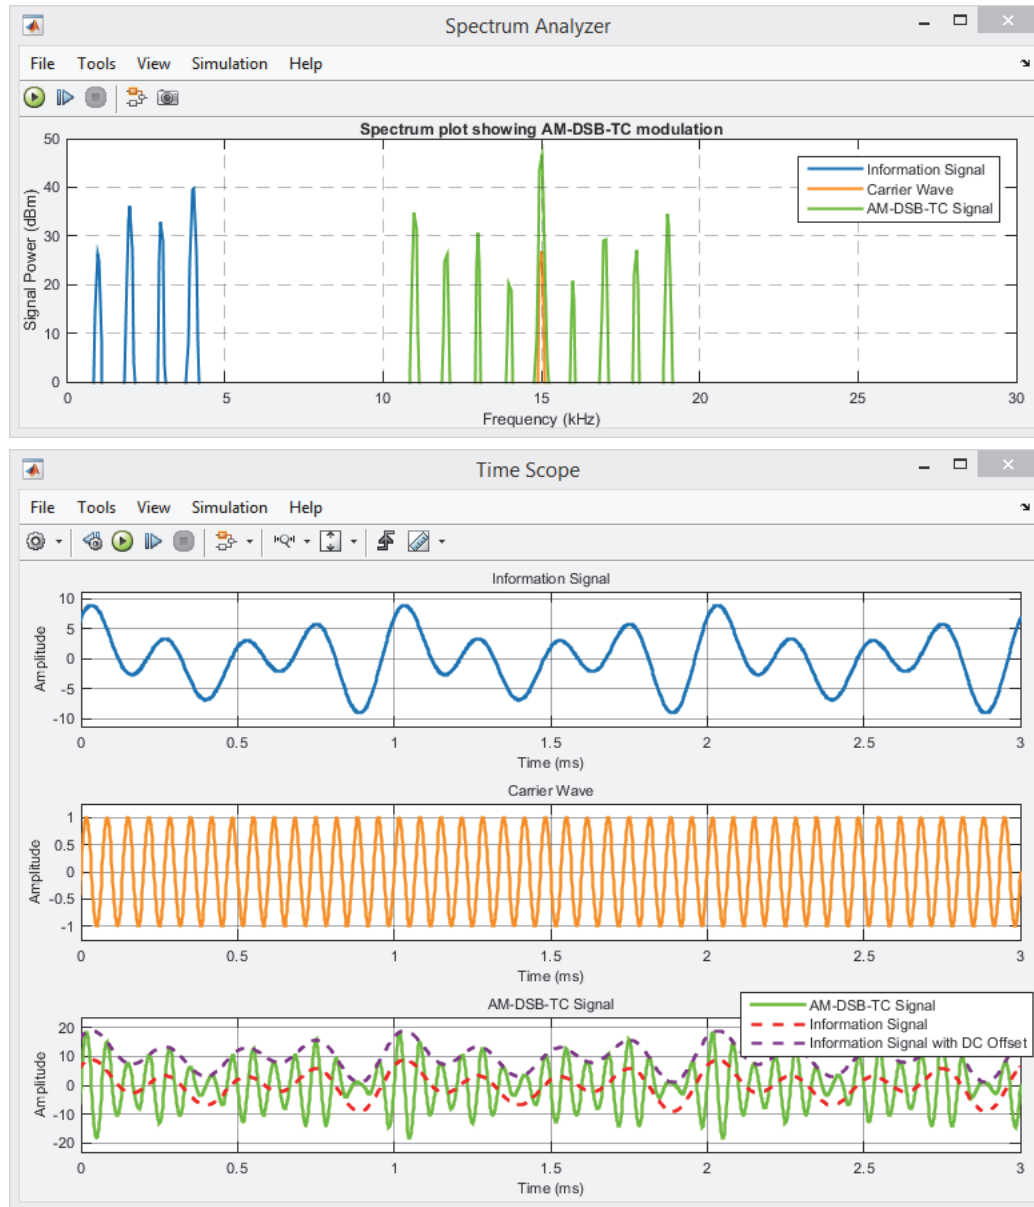 Spectrum Analyzer
File Tools View Simulation Help
Spectrum plot showing AM-DSB-TC modulation
Signal Power (dBm)
50
40
30
20
10
0
Information Signal
Carrier Wave
AM-DSB-TC Signal
0 5 10 15 20 25 30
Frequency (kHz)
Time Scope
File Tools View Simulation Help
Information Signal
Amplitude
10
5
0
-5
-10
0 0.5 1 1.5 2 2.5 3
Time (ms)
Carrier Wave
Amplitude
1
0.5
0
-0.5
-1
0 0.5 1 1.5 2 2.5 3
Time (ms)
AM-DSB-TC Signal
Amplitude
20
10
0
-10
-20
AM-DSB-TC Signal
Information Signal
Information Signal with DC Offset
0 0.5 1 1.5 2 2.5 3
Time (ms)